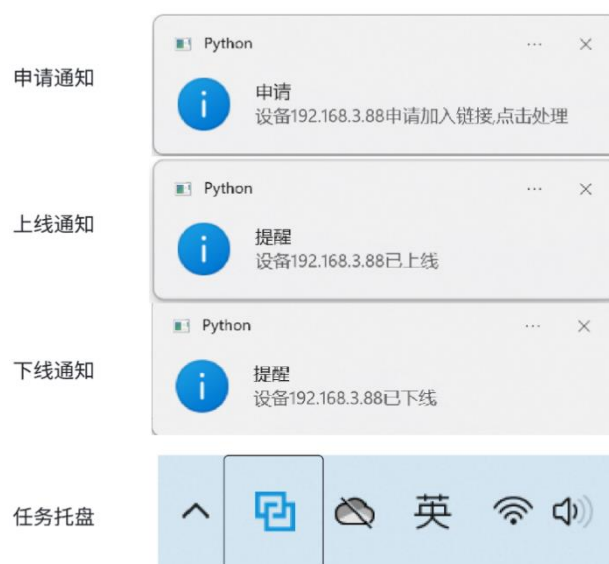 申请通知
Python
申请
设备192.168.3.88申请加入链接,点击处理
上线通知
Python
提醒
设备192.168.3.88已上线
下线通知
Python
提醒
设备192.168.3.88已下线
任务托盘
英